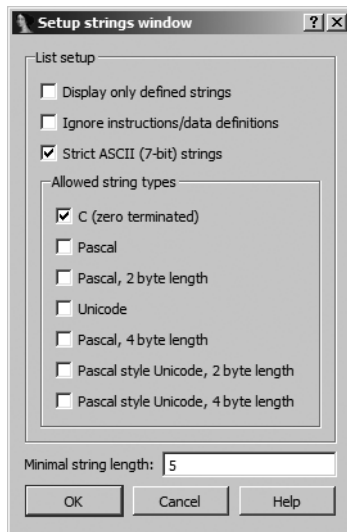 Setup strings window
? X
List setup
Display only defined strings
Ignore instructions/data definitions
Strict ASCII (7-bit) strings
Allowed string types
C (zero terminated)
Pascal
Pascal, 2 byte length
Unicode
Pascal, 4 byte length
Pascal style Unicode, 2 byte length
Pascal style Unicode, 4 byte length
Minimal string length: 5
OK Cancel Help